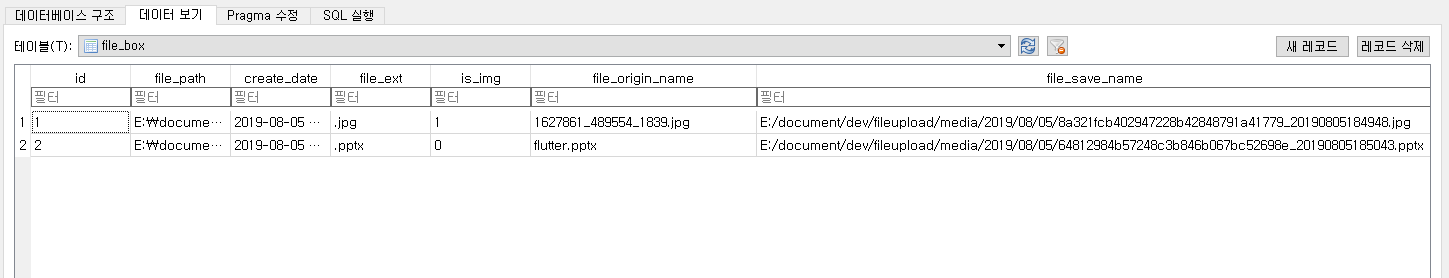 데이터베이스 구조 데이터 보기 Pragma 수정 SQL 실행
테이블(T): file_box 새 레코드 레코드 삭제
id file_path create_date file_ext is_img file_origin_name file_save_name
필터 필터 필터 필터 필터 필터 필터
1 1 E:₩docume··· 2019-08-05 ··· .jpg 1 1627861_489554_1839.jpg E:/document/dev/fileupload/media/2019/08/05/8a321fcb402947228b42848791a41779_20190805184948.jpg
2 2 E:₩docume··· 2019-08-05 ··· .pptx 0 flutter.pptx E:/document/dev/fileupload/media/2019/08/05/64812984b57248c3b846b067bc52698e_20190805185043.pptx